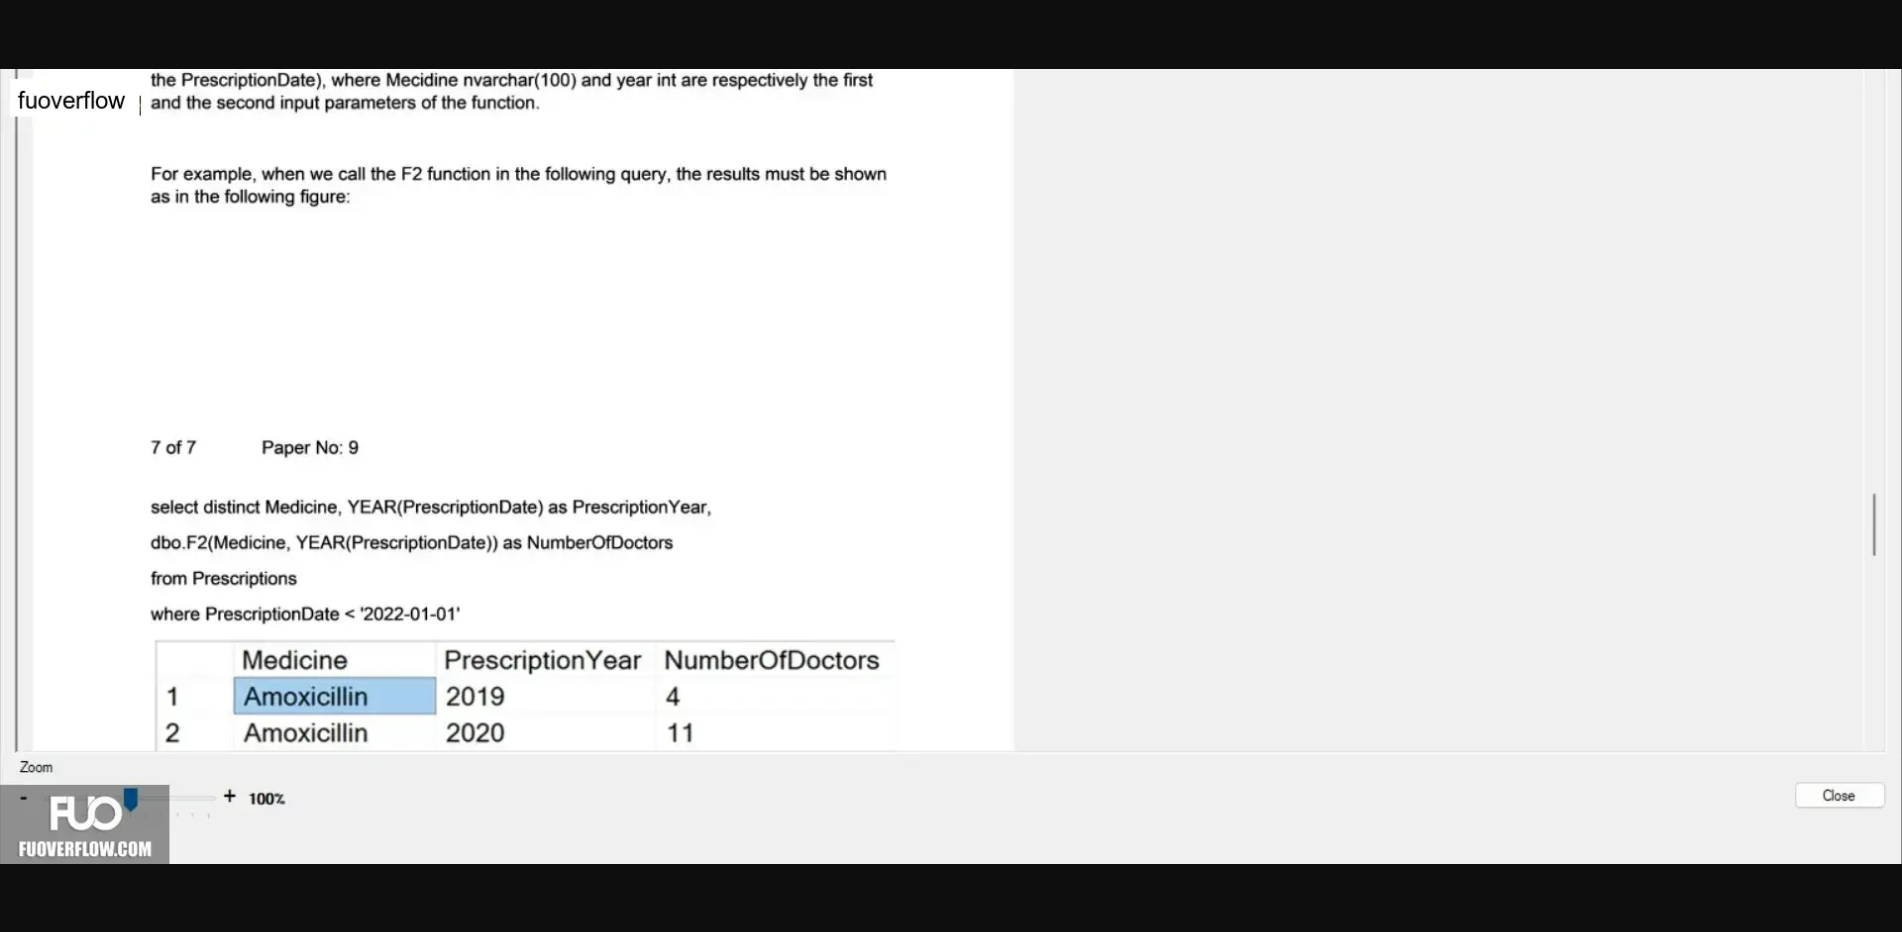 the PrescriptionDate), where Mecidine nvarchar(100) and year int are respectively the first
fuoverflow
and the second input parameters of the function.
For example, when we call the F2 function in the following query, the results must be shown
as in the following figure:
7 of 7 Paper No: 9
select distinct Medicine, YEAR(PrescriptionDate) as PrescriptionYear,
dbo.F2(Medicine, YEAR(PrescriptionDate)) as NumberOfDoctors
from Prescriptions
where PrescriptionDate < '2022-01-01'
Medicine PrescriptionYear NumberOfDoctors
1 Amoxicillin 2019 4
2 Amoxicillin 2020 11
Zoom
- + 100%
Close
FUO
FUOVERFLOW.COM